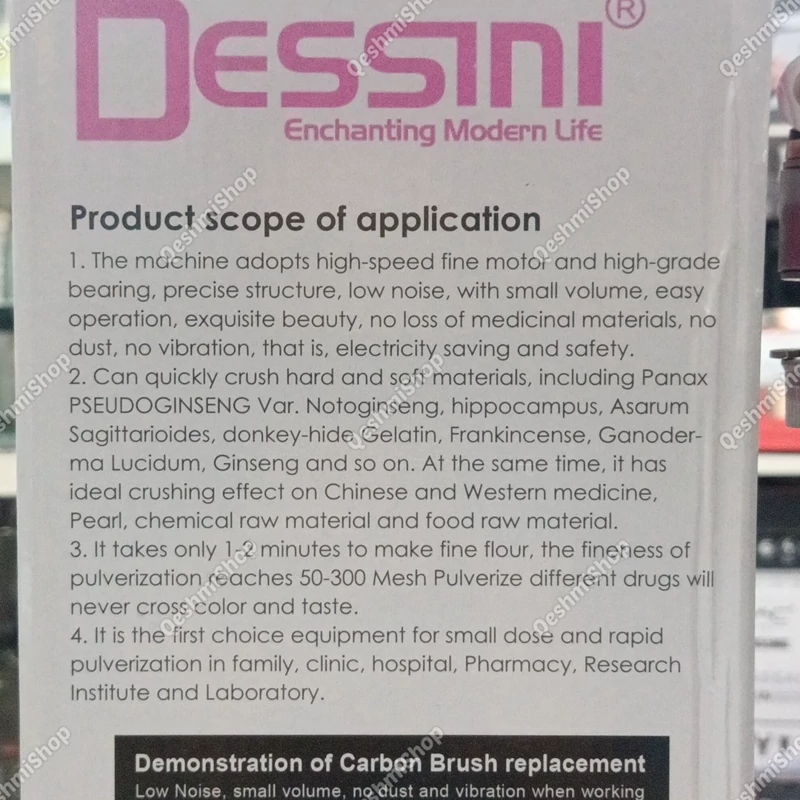 DESSINI®
Enchanting Modern Life
Product scope of application
1. The machine adopts high-speed fine motor and high-grade
bearing, precise structure, low noise, with small volume, easy
operation, exquisite beauty, no loss of medicinal materials, no
dust, no vibration, that is, electricity saving and safety.
2. Can quickly crush hard and soft materials, including Panax
PSEUDOGINSENG Var. Notoginseng, hippocampus, Asarum
Sagittarioides, donkey-hide Gelatin, Frankincense, Ganoder-
ma Lucidum, Ginseng and so on. At the same time, it has
ideal crushing effect on Chinese and Western medicine,
Pearl, chemical raw material and food raw material.
3. It takes only 1-2 minutes to make fine flour, the fineness of
pulverization reaches 50-300 Mesh Pulverize different drugs will
never cross color and taste.
4. It is the first choice equipment for small dose and rapid
pulverization in family, clinic, hospital, Pharmacy, Research
Institute and Laboratory.
Demonstration of Carbon Brush replacement
Low Noise, small volume, no dust and vibration when working
QeshmiShop